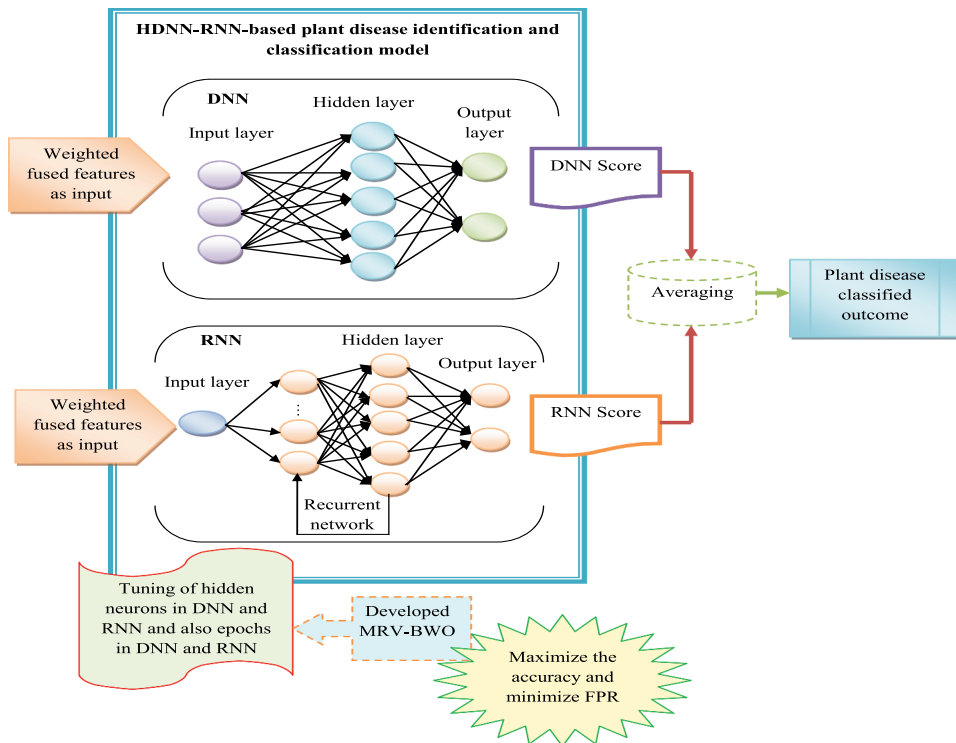 HDNN-RNN-based plant disease identification and
classification model
DNN
Hidden layer
Output
layer
Input layer
Weighted
fused features
as input
DNN Score
Averaging
Plant disease
classified
outcome
RNN
Hidden layer
Output layer
Input layer
Weighted
fused features
as input
RNN Score
Recurrent
network
Tuning of hidden
neurons in DNN and
RNN and also epochs
in DNN and RNN
Developed
MRV-BWO
Maximize the
accuracy and
minimize FPR